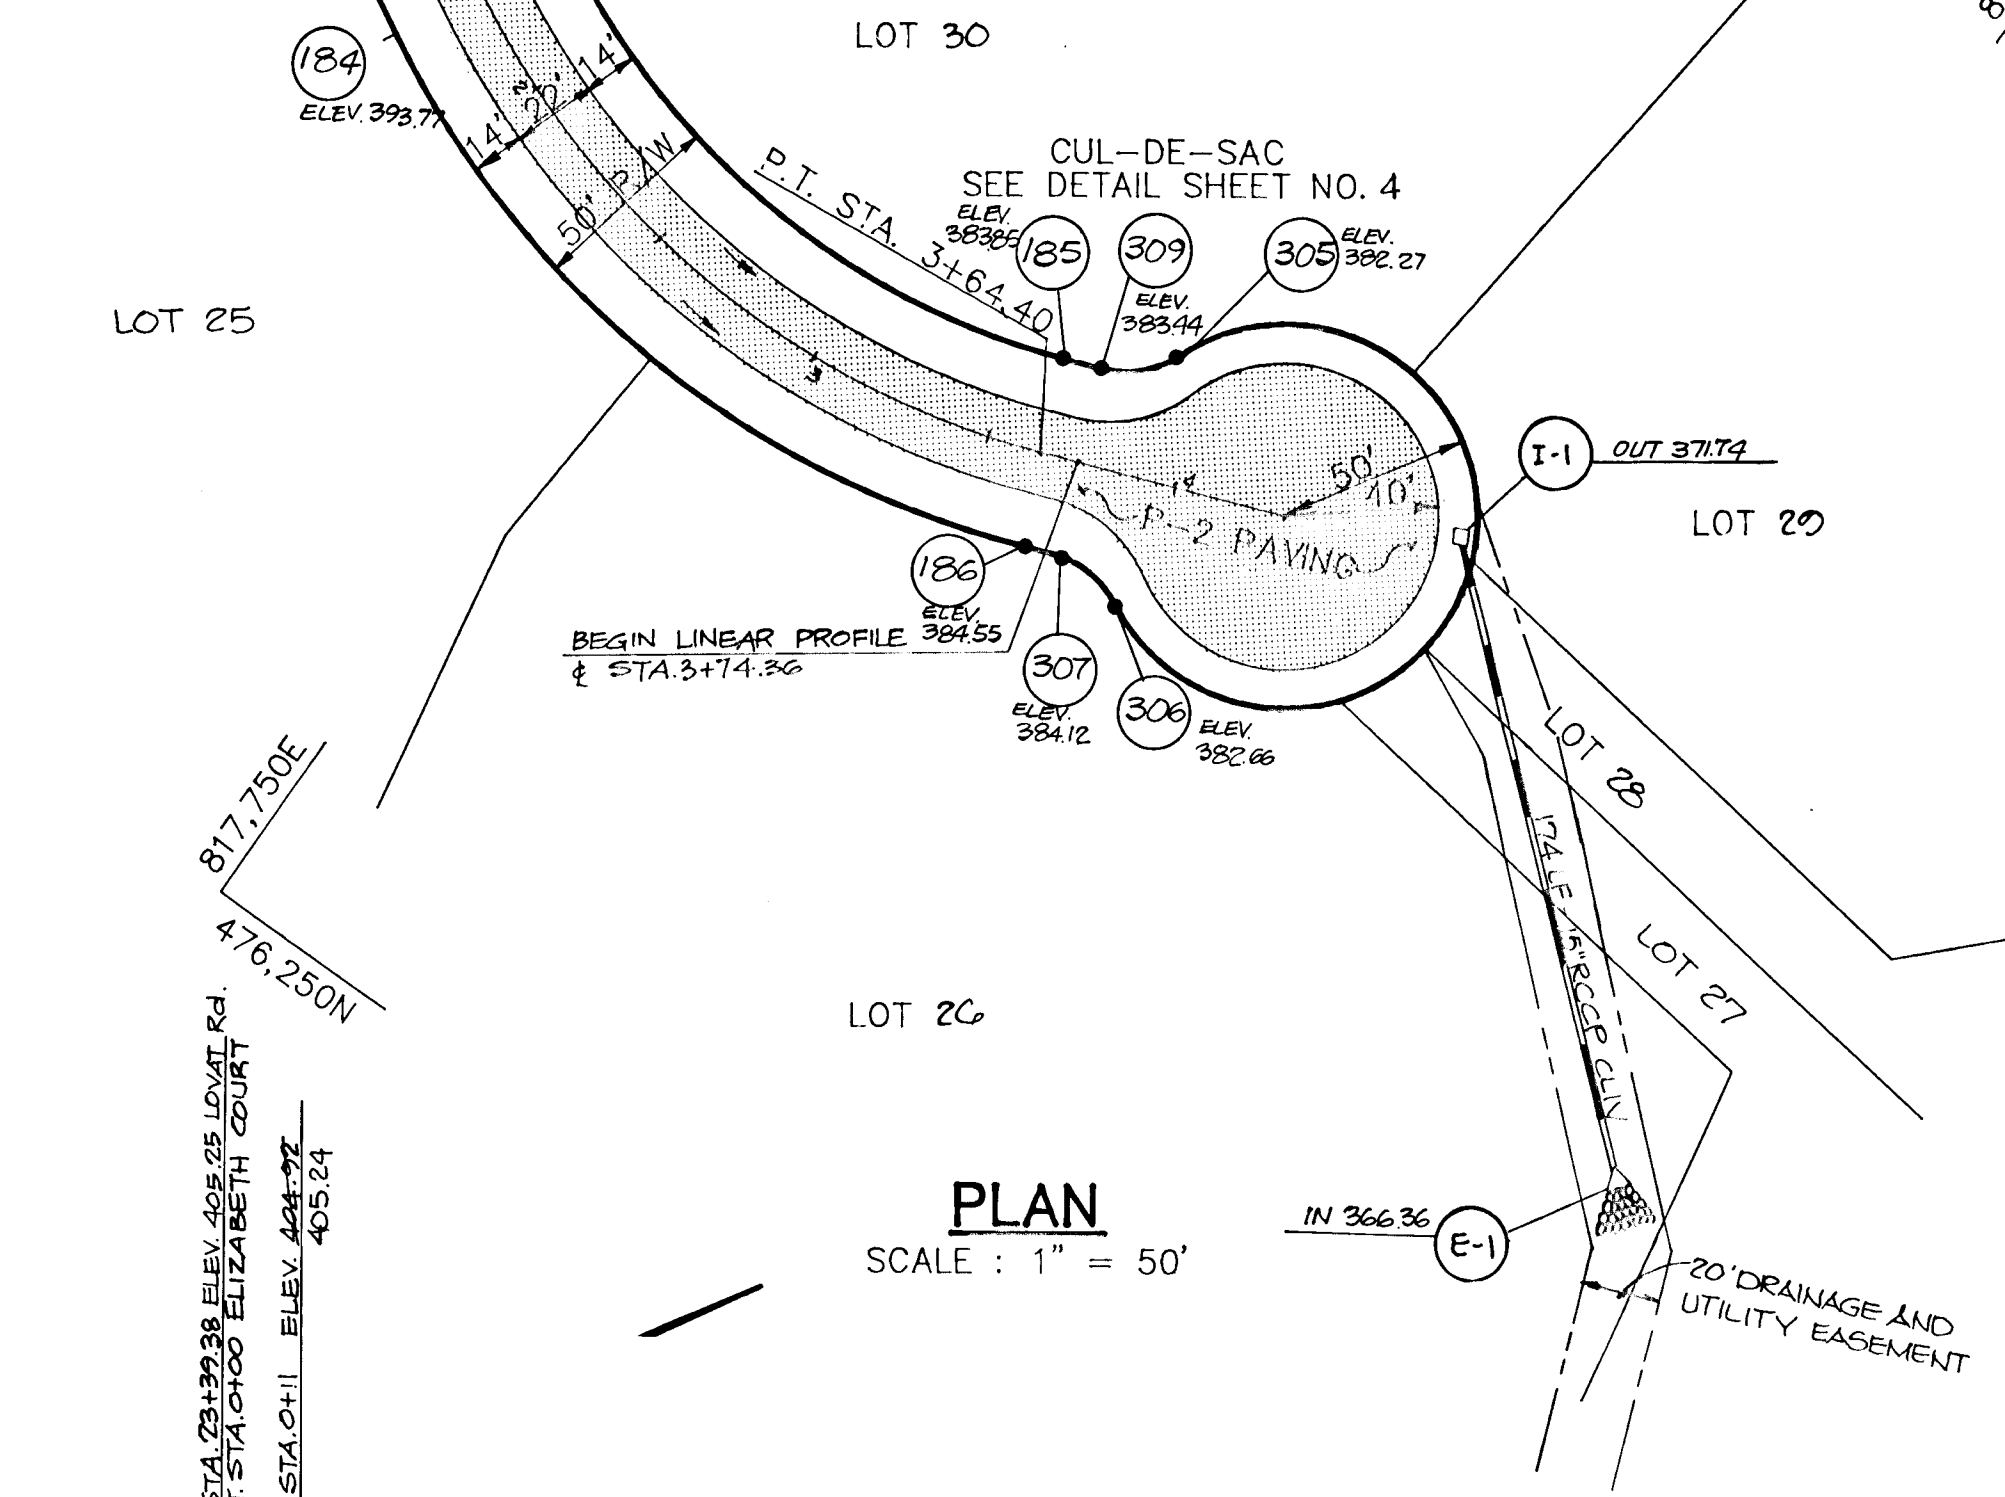 LOT 30
184
ELEV. 393.77
14'
22'
14'
50'
R/W
P.T. STA. 3+64.40
CUL-DE-SAC
SEE DETAIL SHEET NO. 4
ELEV.
383.85
185
309
ELEV.
383.44
305
ELEV.
382.27
LOT 25
3
I-1
OUT 371.74
50'
40'
P-2 PAVING
LOT 29
186
ELEV.
384.55
BEGIN LINEAR PROFILE
℄ STA.3+74.36
307
ELEV.
384.12
306
ELEV.
382.66
LOT 28
817,750E
476,250N
174 LF-15"RCCP CLIV
LOT 27
LOT 26
STA.23+39.38 ELEV. 405.25 LOVAT Rd.
STA.0+00 ELIZABETH COURT
STA.0+11 ELEV. 404.92
405.24
PLAN
SCALE : 1" = 50'
IN 366.36
E-1
20' DRAINAGE AND
UTILITY EASEMENT